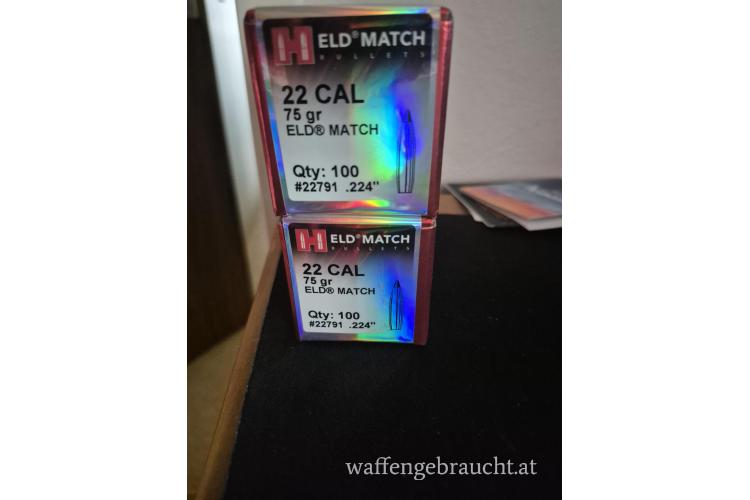 H ELD® MATCH
BULLETS
22 CAL
75 gr
ELD® MATCH
Qty: 100
#22791 .224"
H ELD® MATCH
BULLETS
22 CAL
75 gr
ELD® MATCH
Qty: 100
#22791 .224"
waffengebraucht.at